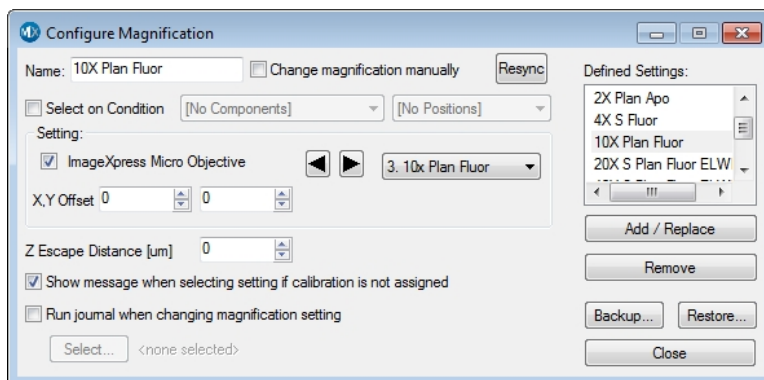 MX Configure Magnification
Name: 10X Plan Fluor Change magnification manually Resync
Select on Condition [No Components] [No Positions]
Setting:
ImageXpress Micro Objective 3. 10x Plan Fluor
X,Y Offset 0 0
Z Escape Distance [um] 0
Show message when selecting setting if calibration is not assigned
Run journal when changing magnification setting
Select... <none selected>
Defined Settings:
2X Plan Apo
4X S Fluor
10X Plan Fluor
20X S Plan Fluor ELW
Add / Replace
Remove
Backup... Restore...
Close